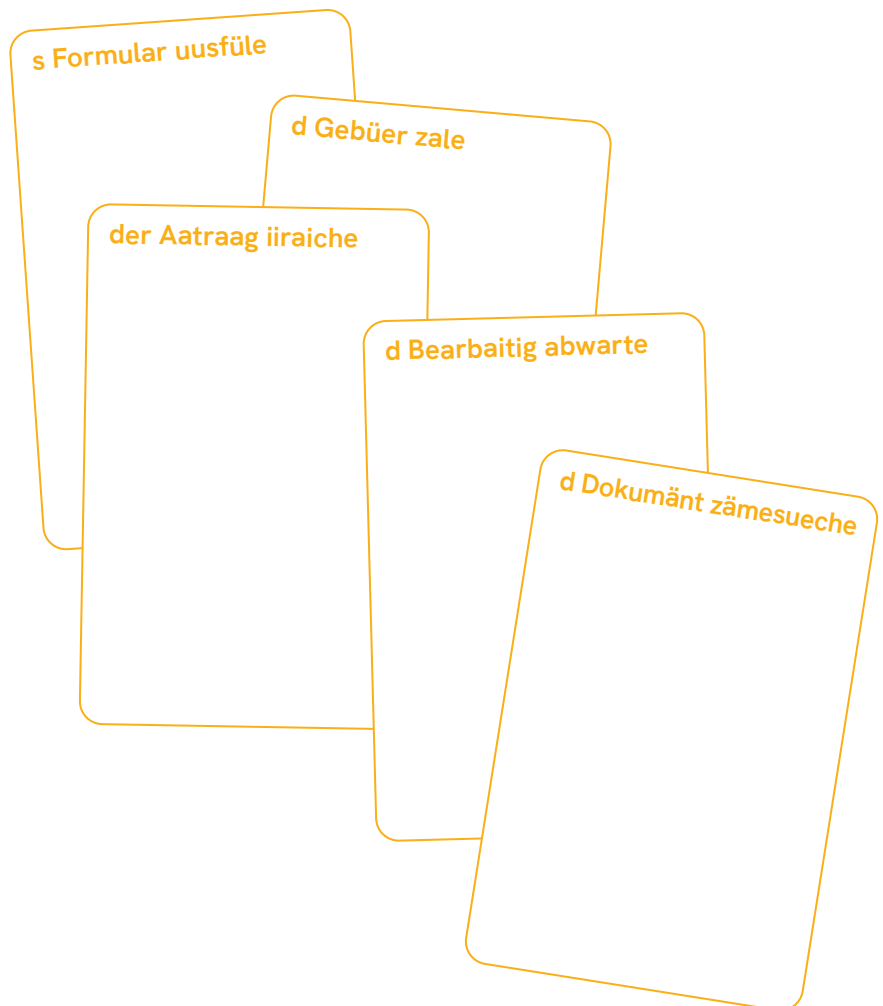 s Formular uusfüle
d Gebüer zale
der Aatraag iiraiche
d Bearbaitig abwarte
d Dokumänt zämesueche